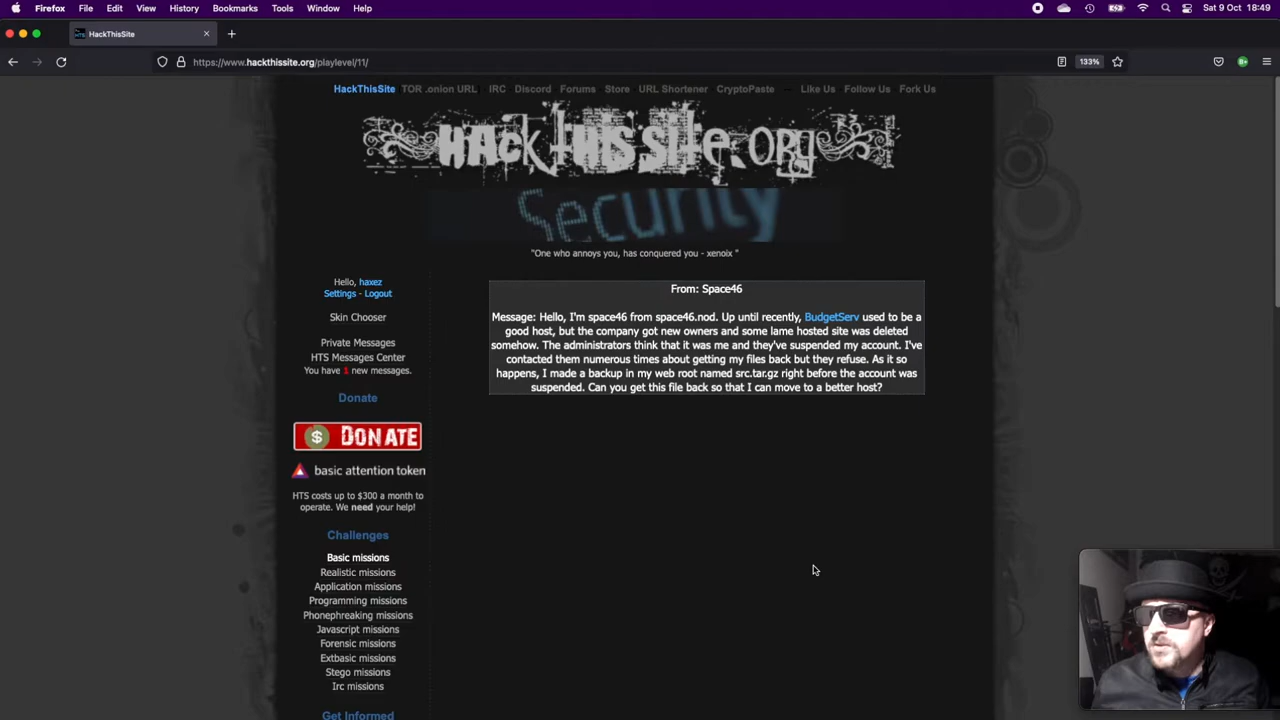 Firefox File Edit View History Bookmarks Tools Window Help Sat 9 Oct 18:49
HackThisSite
https://www.hackthissite.org/playlevel/11/ 133%
HackThisSite TOR .onion URL IRC Discord Forums Store URL Shortener CryptoPaste -- Like Us Follow Us Fork Us
HAck tHIS SiTe.ORg
Security
"One who annoys you, has conquered you - xenoix "
Hello, haxez
Settings - Logout
Skin Chooser
Private Messages
HTS Messages Center
You have 1 new messages.
Donate
$ DONATE
basic attention token
HTS costs up to $300 a month to
operate. We need your help!
Challenges
Basic missions
Realistic missions
Application missions
Programming missions
Phonephreaking missions
Javascript missions
Forensic missions
Extbasic missions
Stego missions
Irc missions
Get Informed
From: Space46
Message: Hello, I'm space46 from space46.nod. Up until recently, BudgetServ used to be a
good host, but the company got new owners and some lame hosted site was deleted
somehow. The administrators think that it was me and they've suspended my account. I've
contacted them numerous times about getting my files back but they refuse. As it so
happens, I made a backup in my web root named src.tar.gz right before the account was
suspended. Can you get this file back so that I can move to a better host?